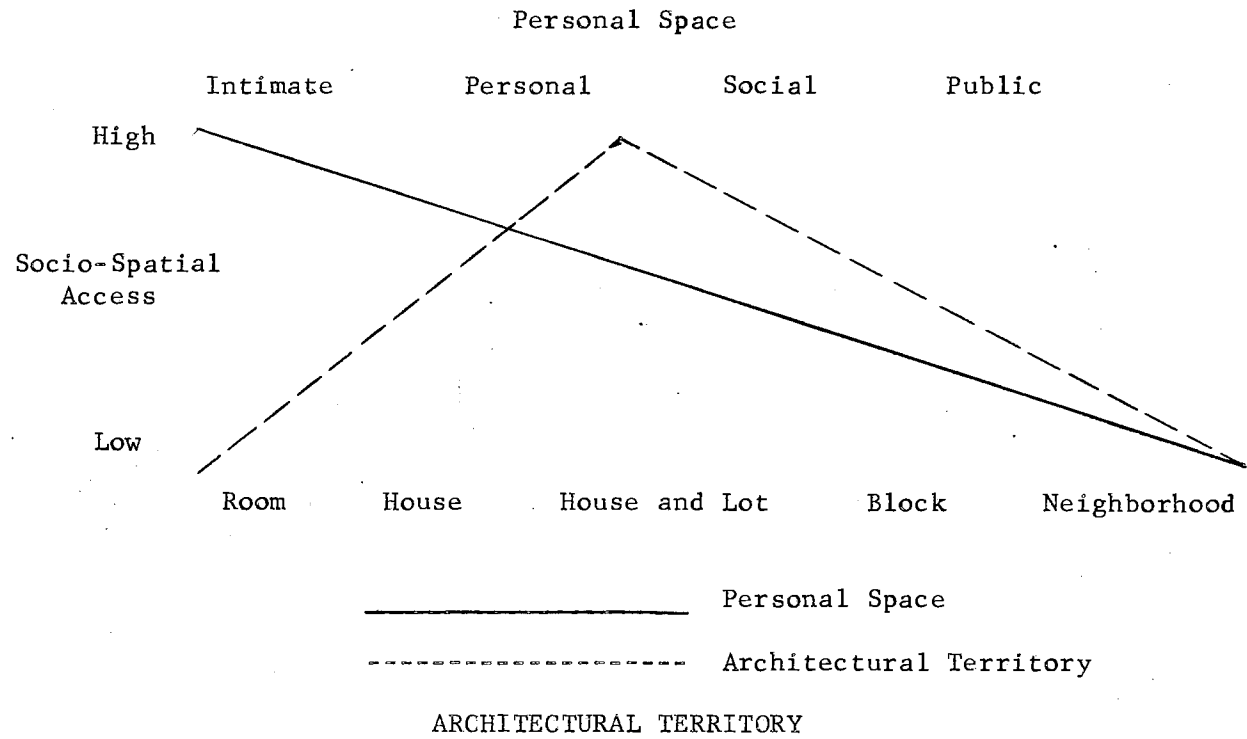 Personal Space
Intimate Personal Social Public
High
Socio-Spatial
Access
Low
Room House House and Lot Block Neighborhood
Personal Space
Architectural Territory
ARCHITECTURAL TERRITORY